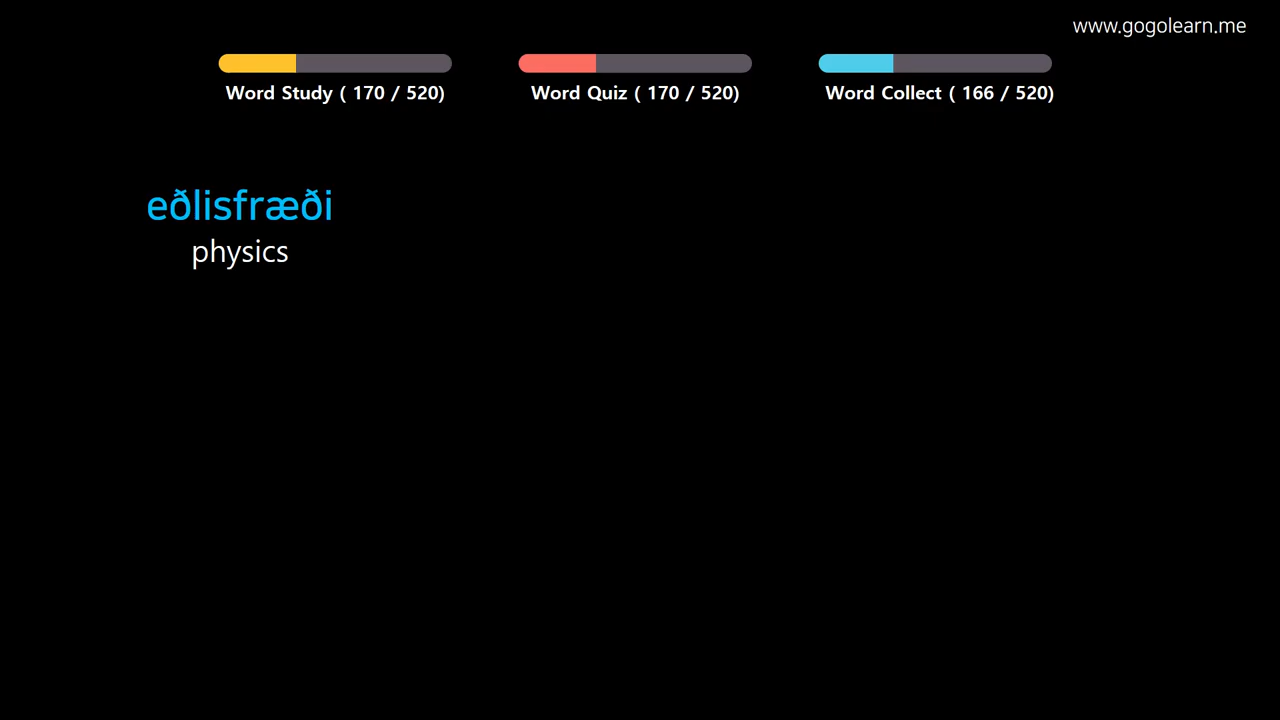 www.gogolearn.me
Word Study ( 170 / 520)
Word Quiz ( 170 / 520)
Word Collect ( 166 / 520)
eðlisfræði
physics